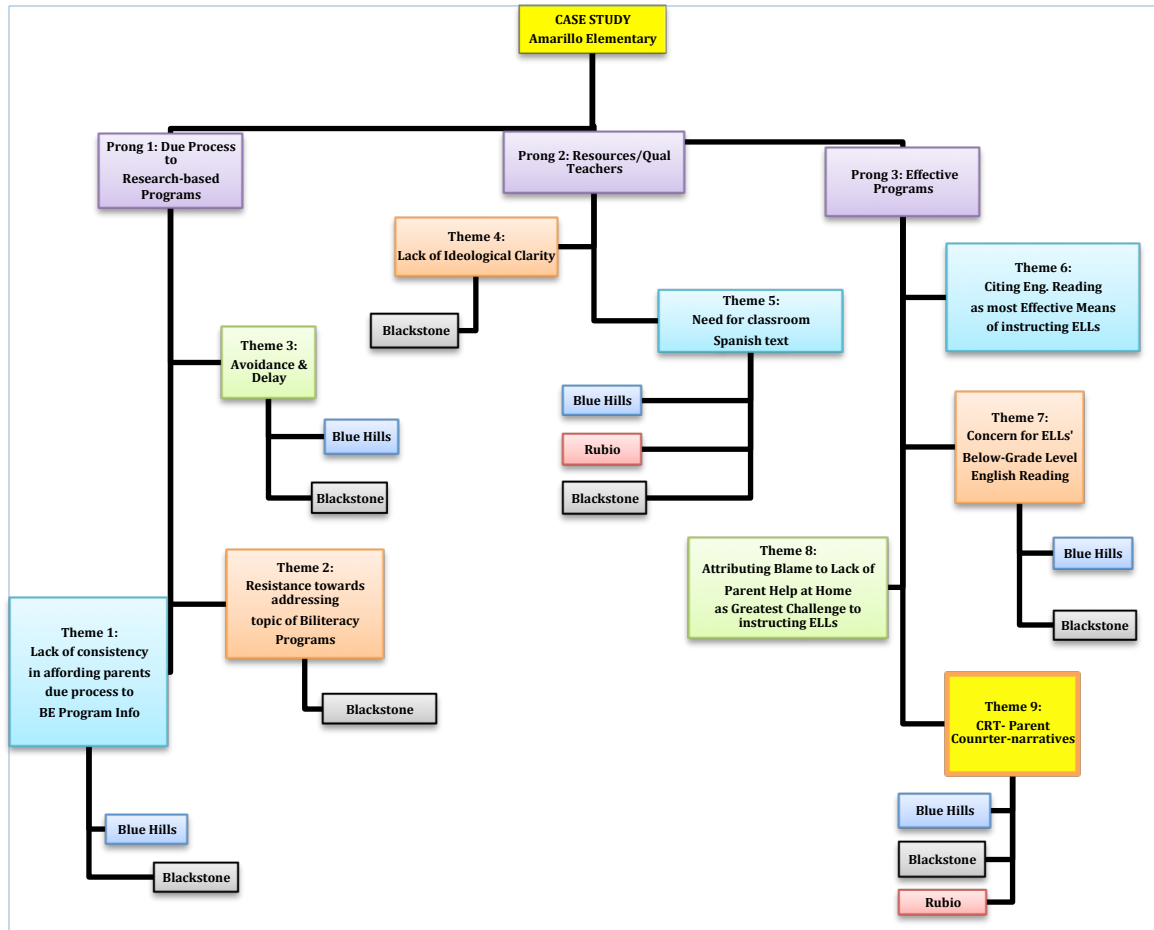 CASE STUDY
Amarillo Elementary
Prong 1: Due Process
to
Research-based
Programs
Prong 2: Resources/Qual
Teachers
Prong 3: Effective
Programs
Theme 4:
Lack of Ideological Clarity
Blackstone
Theme 5:
Need for classroom
Spanish text
Blue Hills
Rubio
Blackstone
Theme 6:
Citing Eng. Reading
as most Effective Means
of instructing ELLs
Theme 3:
Avoidance &
Delay
Blue Hills
Blackstone
Theme 7:
Concern for ELLs'
Below-Grade Level
English Reading
Blue Hills
Blackstone
Theme 2:
Resistance towards
addressing
topic of Biliteracy
Programs
Blackstone
Theme 8:
Attributing Blame to Lack of
Parent Help at Home
as Greatest Challenge to
instructing ELLs
Theme 1:
Lack of consistency
in affording parents
due process to
BE Program Info
Blue Hills
Blackstone
Theme 9:
CRT- Parent
Counrter-narratives
Blue Hills
Blackstone
Rubio